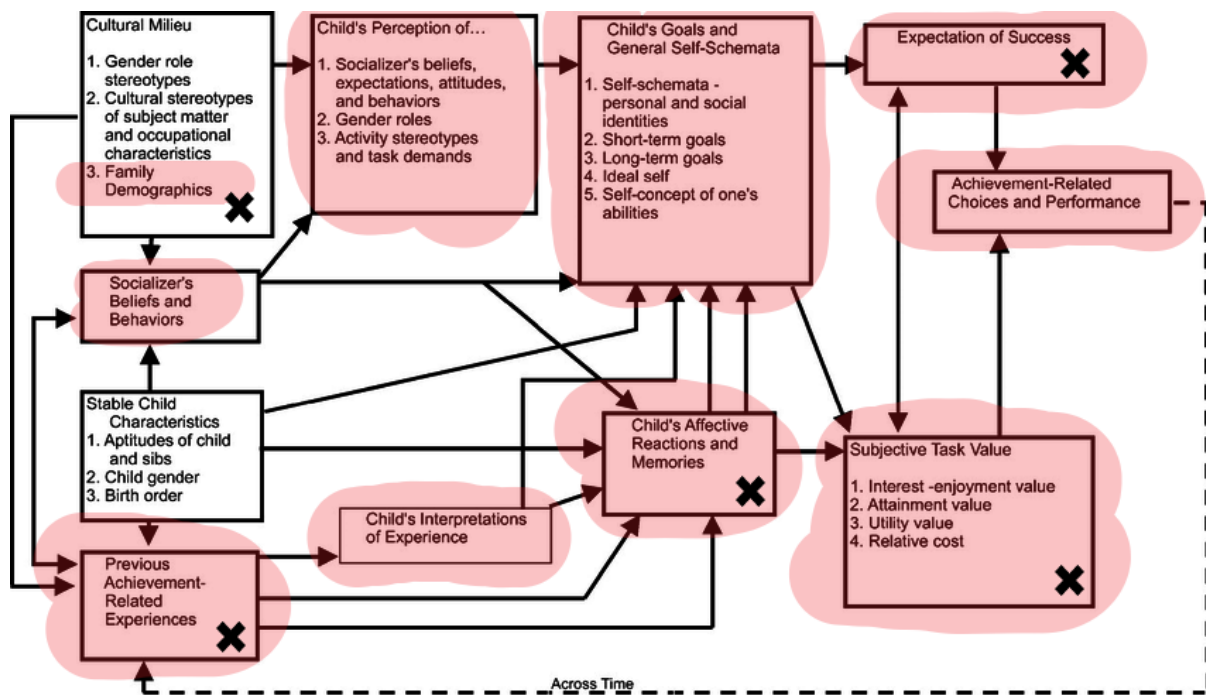 Cultural Milieu
1. Gender role
stereotypes
2. Cultural stereotypes
of subject matter
and occupational
characteristics
3. Family
Demographics
Child's Perception of...
1. Socializer's beliefs,
expectations, attitudes,
and behaviors
2. Gender roles
3. Activity stereotypes
and task demands
Child's Goals and
General Self-Schemata
1. Self-schemata -
personal and social
identities
2. Short-term goals
3. Long-term goals
4. Ideal self
5. Self-concept of one's
abilities
Expectation of Success
Achievement-Related
Choices and Performance
Socializer's
Beliefs and
Behaviors
Stable Child
Characteristics
1. Aptitudes of child
and sibs
2. Child gender
3. Birth order
Child's Affective
Reactions and
Memories
Subjective Task Value
1. Interest -enjoyment value
2. Attainment value
3. Utility value
4. Relative cost
Child's Interpretations
of Experience
Previous
Achievement-
Related
Experiences
Across Time